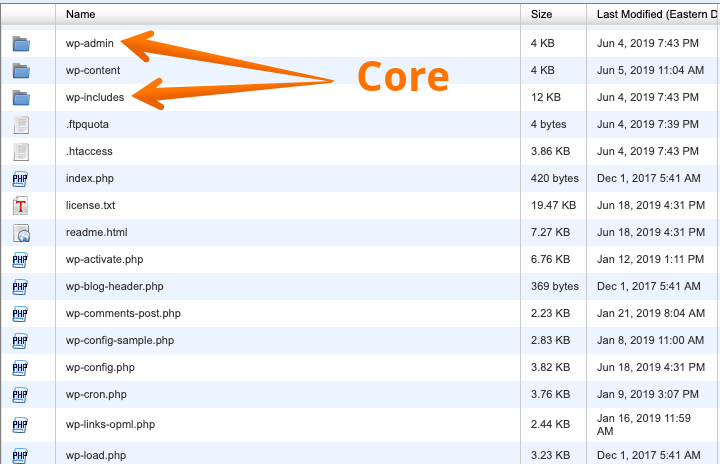 Name Size Last Modified (Eastern D
wp-admin 4 KB Jun 4, 2019 7:43 PM
Core
wp-content 4 KB Jun 5, 2019 11:04 AM
wp-includes 12 KB Jun 4, 2019 7:43 PM
.ftpquota 4 bytes Jun 4, 2019 7:39 PM
.htaccess 3.86 KB Jun 4, 2019 7:43 PM
PHP index.php 420 bytes Dec 1, 2017 5:41 AM
T license.txt 19.47 KB Jun 18, 2019 4:31 PM
readme.html 7.27 KB Jun 18, 2019 4:31 PM
PHP wp-activate.php 6.76 KB Jan 12, 2019 1:11 PM
PHP wp-blog-header.php 369 bytes Dec 1, 2017 5:41 AM
PHP wp-comments-post.php 2.23 KB Jan 21, 2019 8:04 AM
PHP wp-config-sample.php 2.83 KB Jan 8, 2019 11:00 AM
PHP wp-config.php 3.82 KB Jun 18, 2019 4:31 PM
PHP wp-cron.php 3.76 KB Jan 9, 2019 3:07 PM
PHP wp-links-opml.php 2.44 KB Jan 16, 2019 11:59
AM
PHP wp-load.php 3.23 KB Dec 1, 2017 5:41 AM